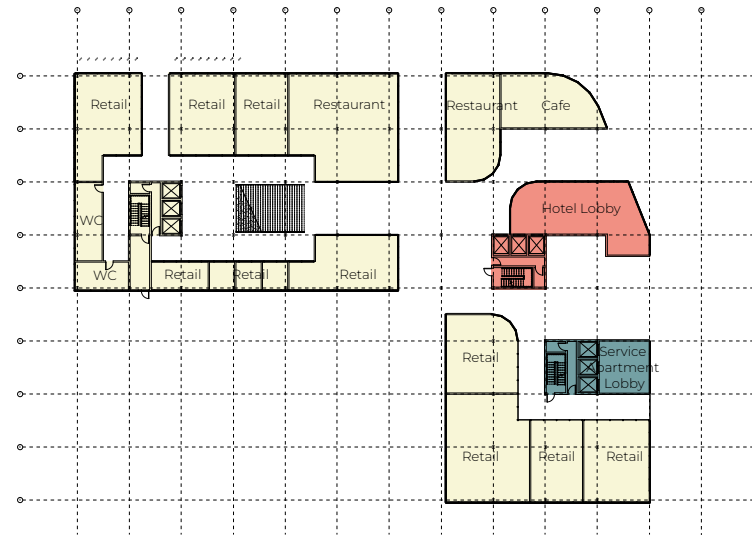 Retail
Retail
Retail
Restaurant
Restaurant
Cafe
WC
Hotel Lobby
WC
Retail
Retail
Retail
Retail
Service
Apartment
Lobby
Retail
Retail
Retail